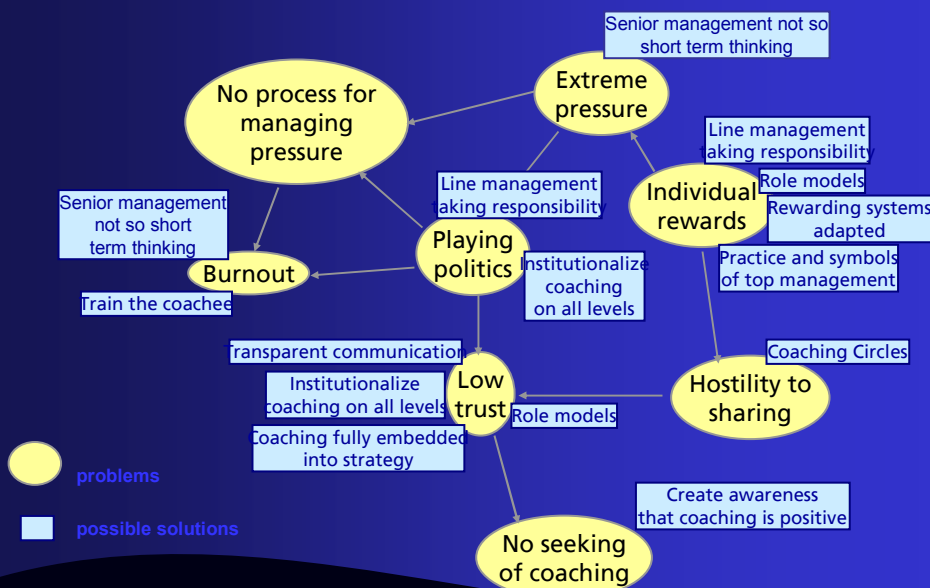 Senior management not so
short term thinking
Extreme
pressure
No process for
managing
pressure
Line management
taking responsibility
Role models
Individual
rewards
Rewarding systems
adapted
Practice and symbols
of top management
Line management
taking responsibility
Senior management
not so short
term thinking
Playing
politics
Institutionalize
coaching
on all levels
Burnout
Train the coachee
Transparent communication
Coaching Circles
Institutionalize
coaching on all levels
Low
trust
Role models
Hostility to
sharing
Coaching fully embedded
into strategy
problems
possible solutions
Create awareness
that coaching is positive
No seeking
of coaching